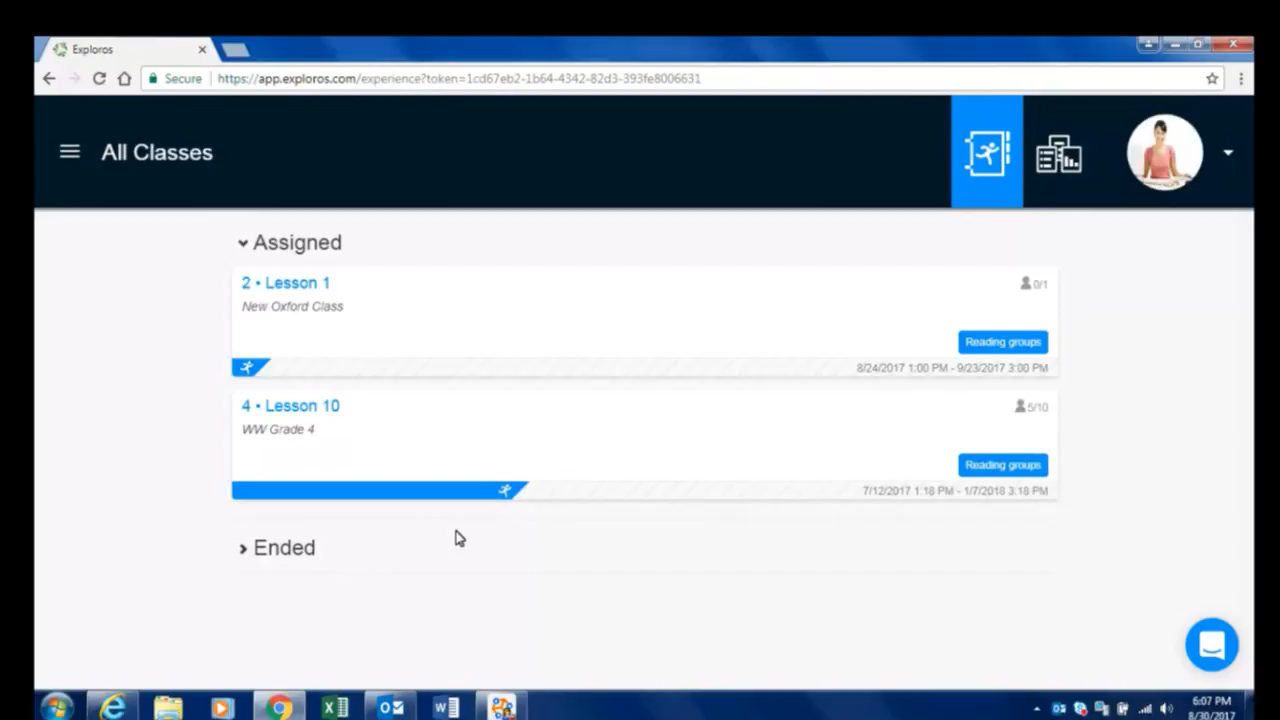 Exploros
Secure https://app.exploros.com/experience?token=1cd67eb2-1b64-4342-82d3-393fe8006631
All Classes
Assigned
2 • Lesson 1
0/1
New Oxford Class
Reading groups
8/24/2017 1:00 PM - 9/23/2017 3:00 PM
4 • Lesson 10
5/10
WW Grade 4
Reading groups
7/12/2017 1:18 PM - 1/7/2018 3:18 PM
Ended
6:07 PM
8/30/2017